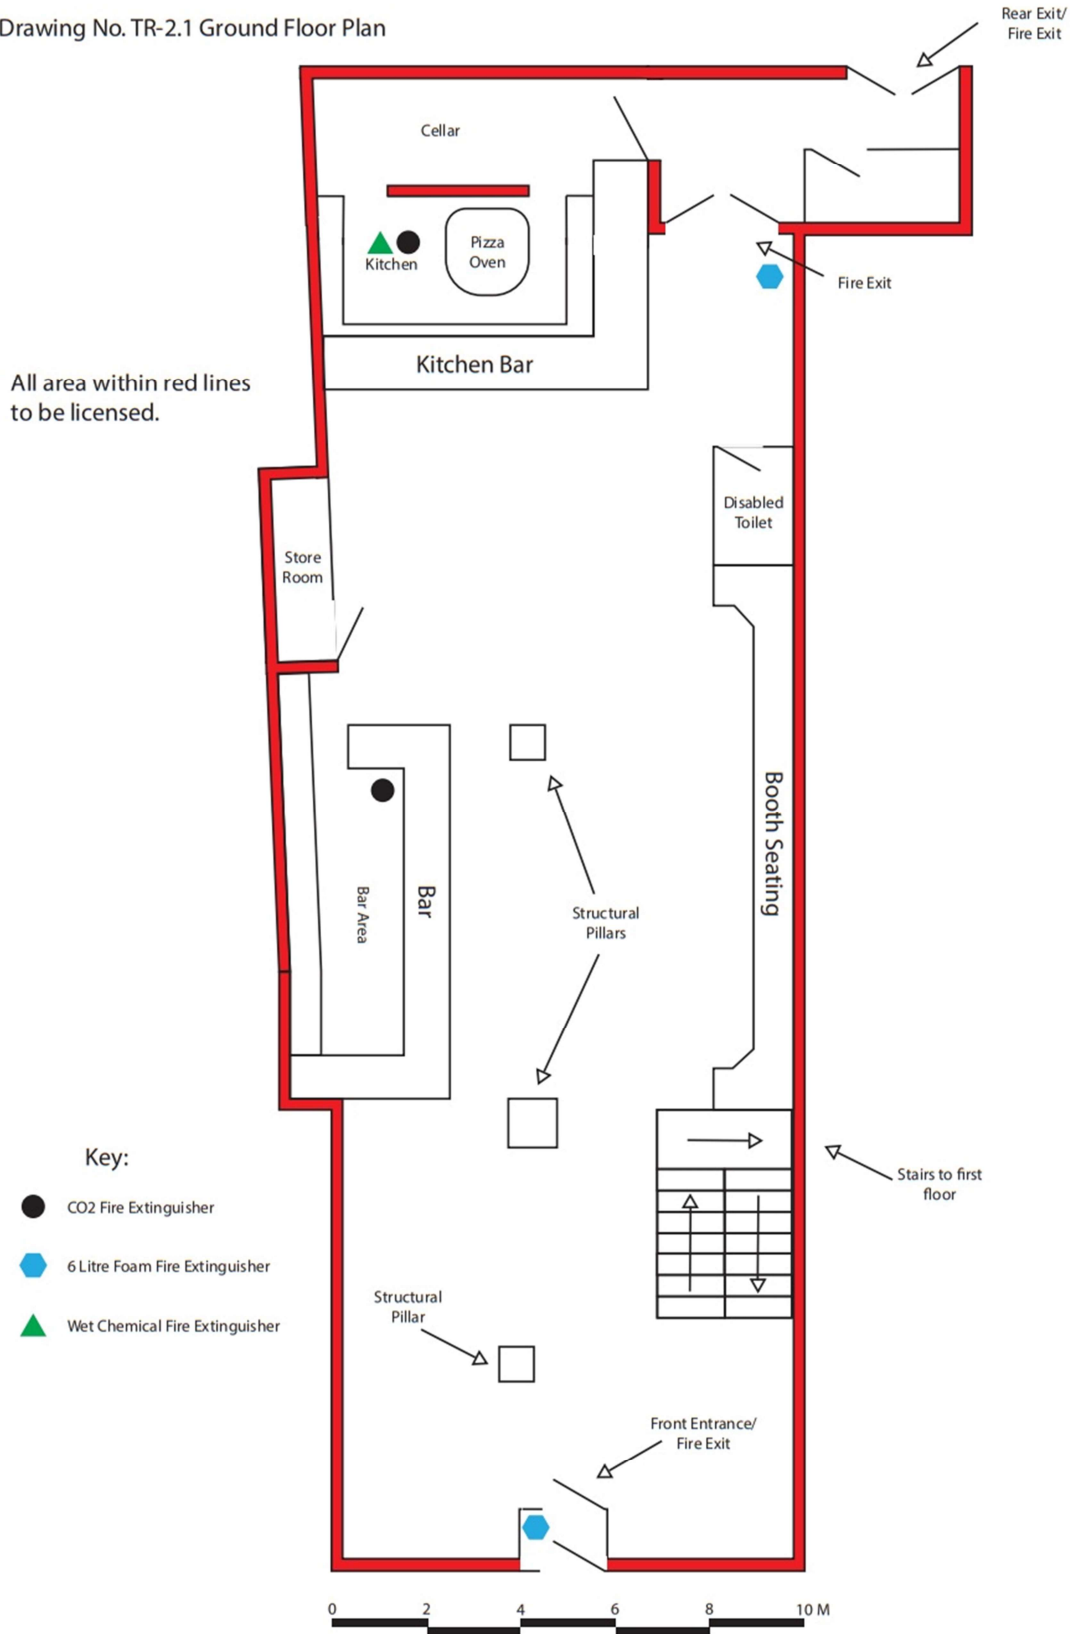 Drawing No. TR-2.1 Ground Floor Plan
Rear Exit/
Fire Exit
Cellar
Pizza
Oven
Kitchen
Fire Exit
Kitchen Bar
All area within red lines
to be licensed.
Disabled
Toilet
Store
Room
Booth Seating
Bar
Bar Area
Structural
Pillars
Key:
CO2 Fire Extinguisher
6 Litre Foam Fire Extinguisher
Wet Chemical Fire Extinguisher
Stairs to first
floor
Structural
Pillar
Front Entrance/
Fire Exit
0 2 4 6 8 10 M